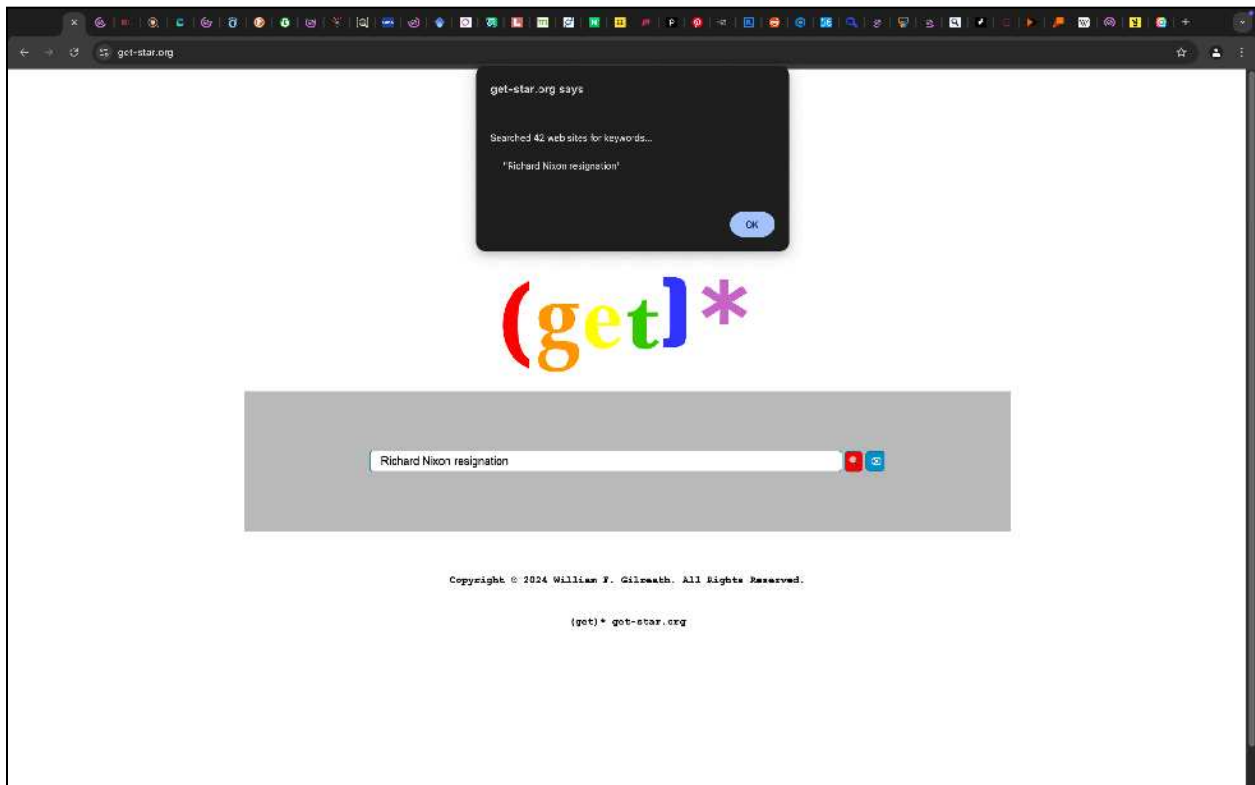 get-star.org
get-star.org says
Searched 42 web sites for keywords...
"Richard Nixon resignation"
OK
(get)*
Richard Nixon resignation
Copyright © 2024 William F. Gilreath. All Rights Reserved.
(get)* get-star.org